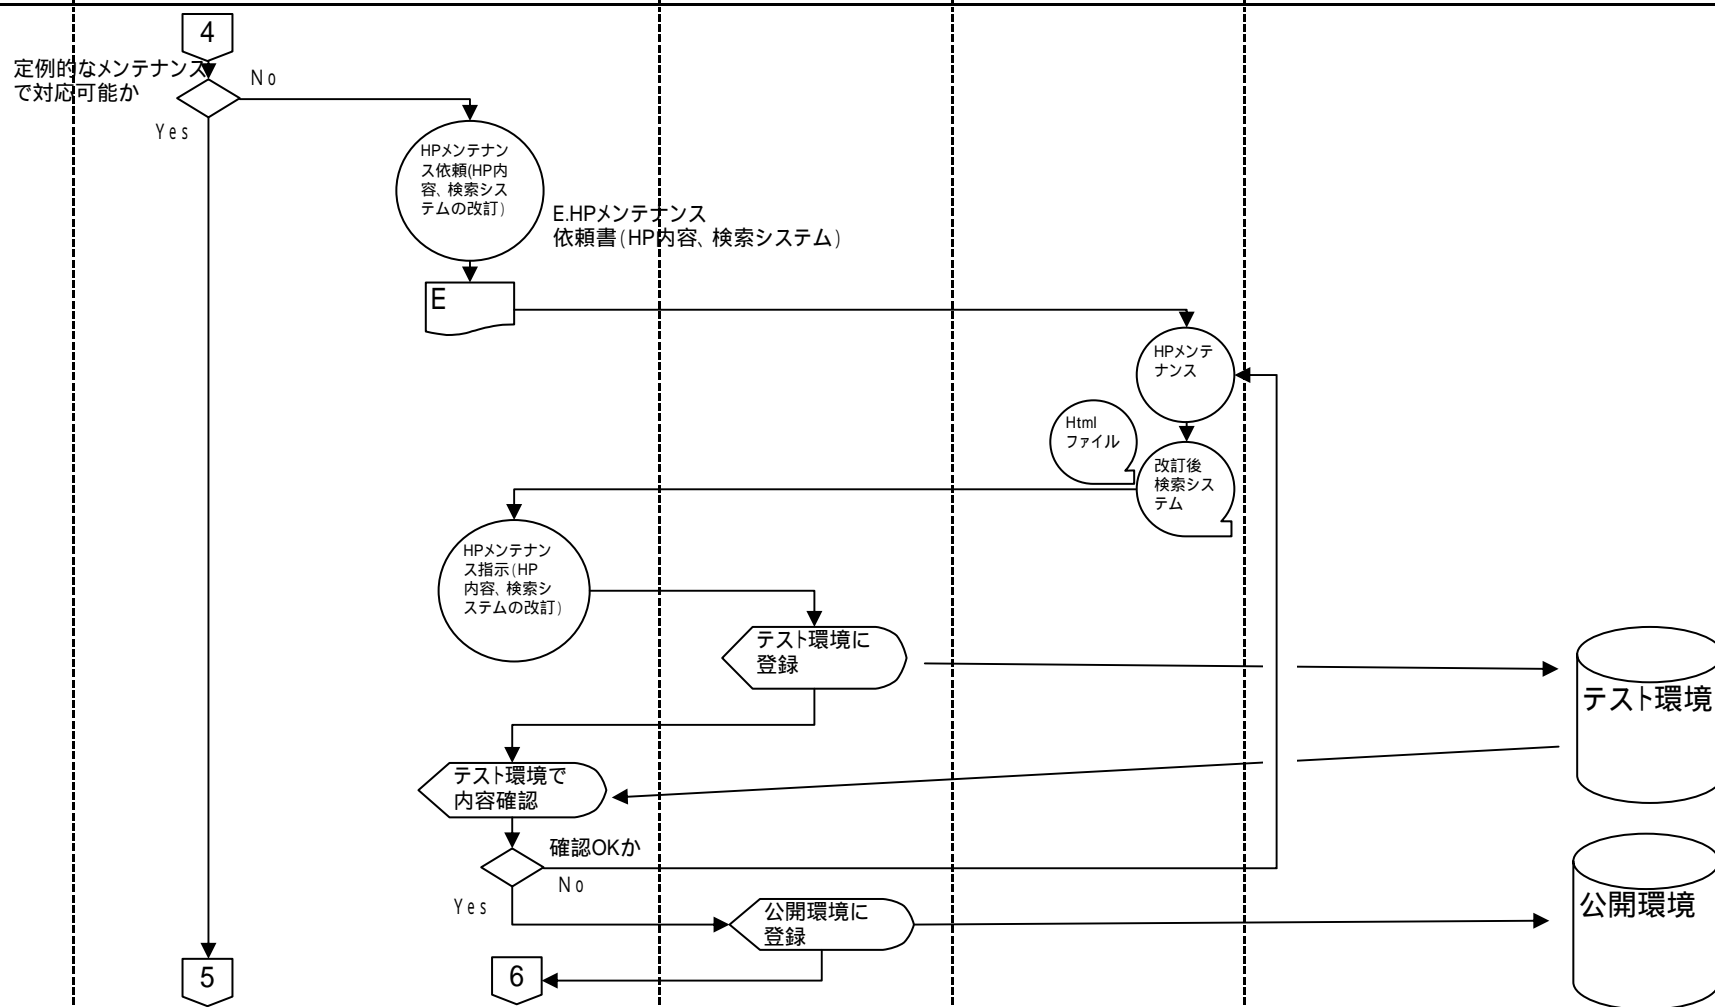 4
定例的なメンテナンス
で対応可能か
No
Yes
HPメンテナン
ス依頼(HP内
容、検索シス
テムの改訂)
E.HPメンテナンス
依頼書(HP内容、検索システム)
E
HPメンテ
ナンス
Html
ファイル
改訂後
検索シス
テム
HPメンテナン
ス指示(HP
内容、検索シ
ステムの改訂)
テスト環境に
登録
テスト環境
テスト環境で
内容確認
確認OKか
No
Yes
公開環境に
登録
公開環境
5
6